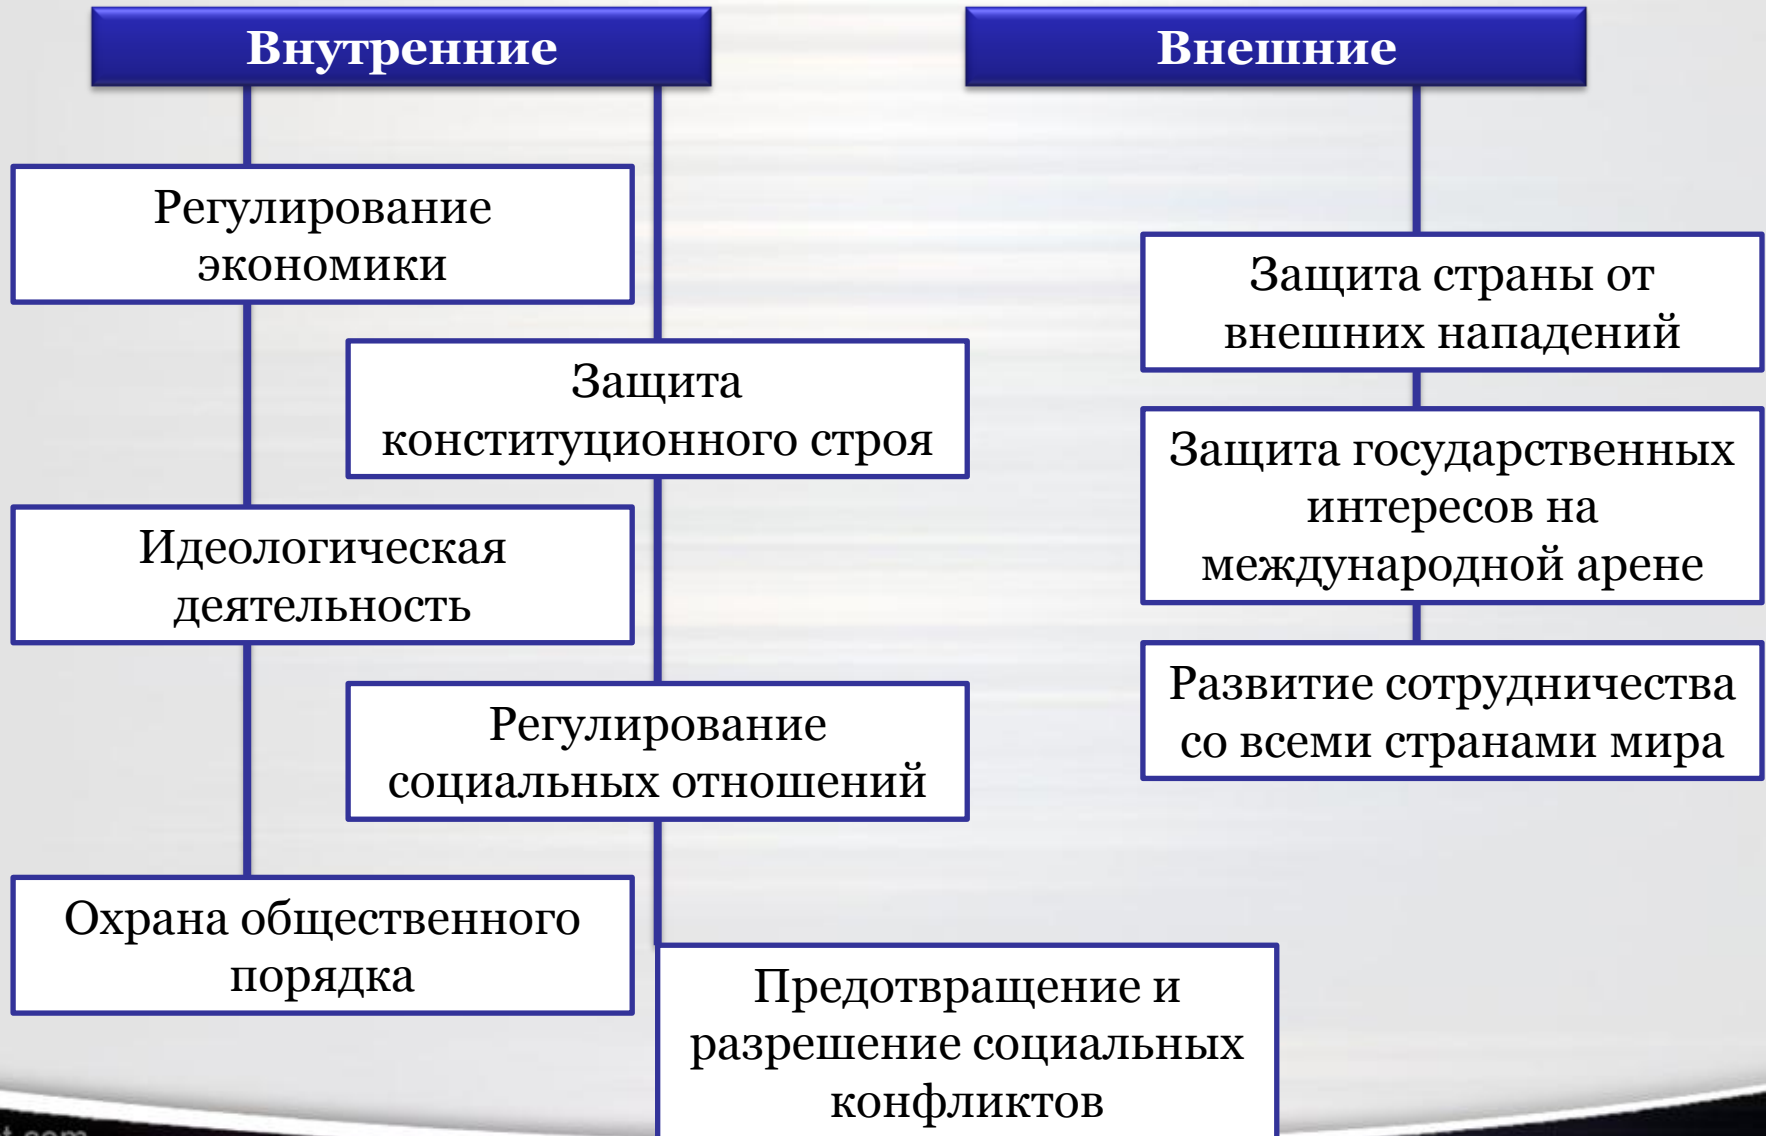 Внутренние
Внешние
Регулирование
экономики
Защита
конституционного строя
Идеологическая
деятельность
Регулирование
социальных отношений
Охрана общественного
порядка
Предотвращение и
разрешение социальных
конфликтов
Защита страны от
внешних нападений
Защита государственных
интересов на
международной арене
Развитие сотрудничества
со всеми странами мира